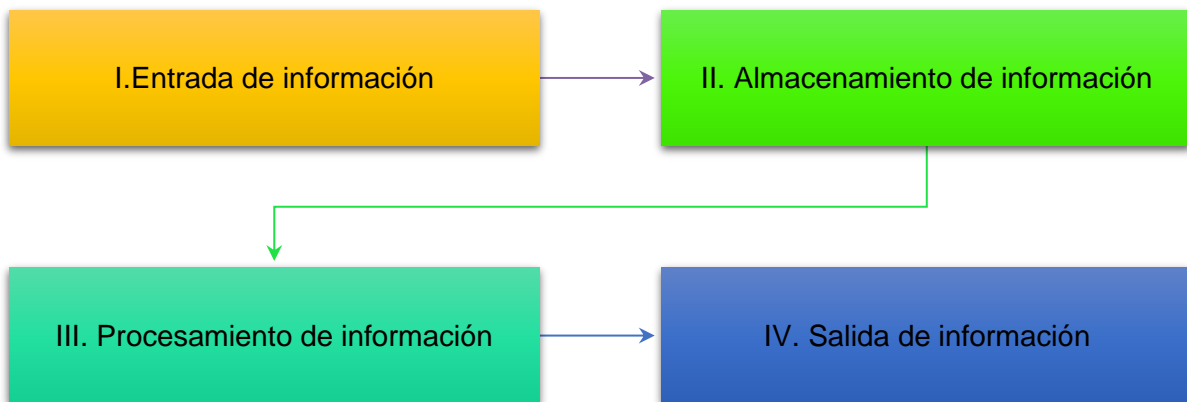 I.Entrada de información
II. Almacenamiento de información
III. Procesamiento de información
IV. Salida de información